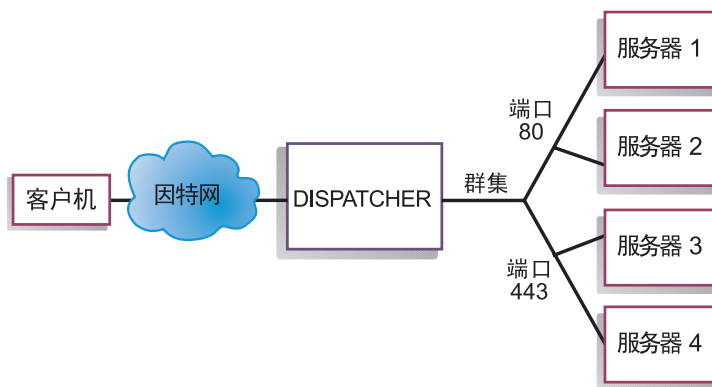 客户机
因特网
DISPATCHER
群集
端口
80
端口
443
服务器 1
服务器 2
服务器 3
服务器 4